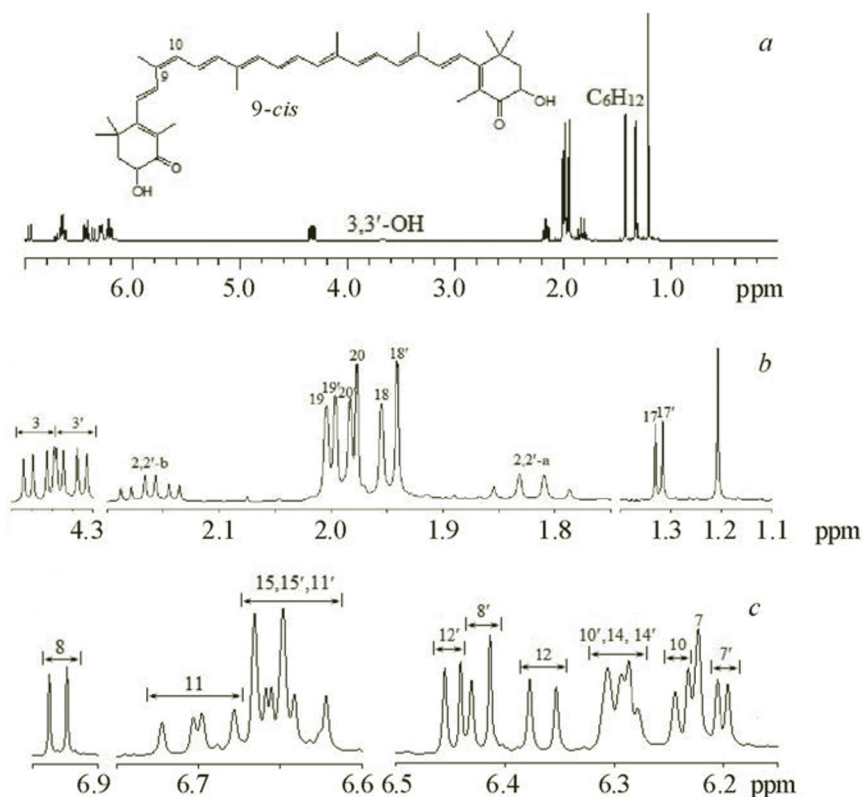 a
10
9
9-cis
OH
O
O
OH
C₆H₁₂
3,3′-OH
6.0 5.0 4.0 3.0 2.0 1.0 ppm
b
3 3′
2,2′-b
19 19′ 20′ 20 18 18′
2,2′-a
17 17′
4.3 2.1 2.0 1.9 1.8 1.3 1.2 1.1 ppm
c
8
11
15,15′,11′
12′ 8′
12
10′,14, 14′
10 7 7′
6.9 6.7 6.6 6.5 6.4 6.3 6.2 ppm